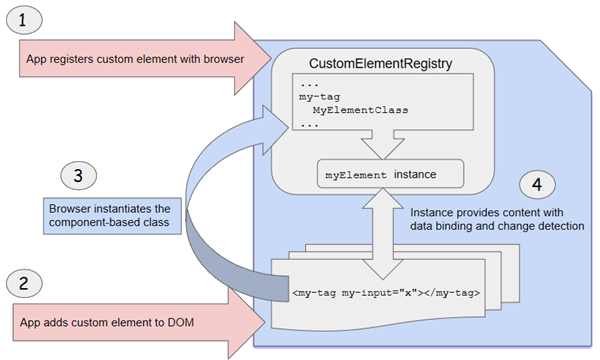 1
App registers custom element with browser
CustomElementRegistry
...
my-tag
MyElementClass
...
myElement instance
3
Browser instantiates the
component-based class
4
Instance provides content with
data binding and change detection
2
<my-tag my-input="x"></my-tag>
App adds custom element to DOM